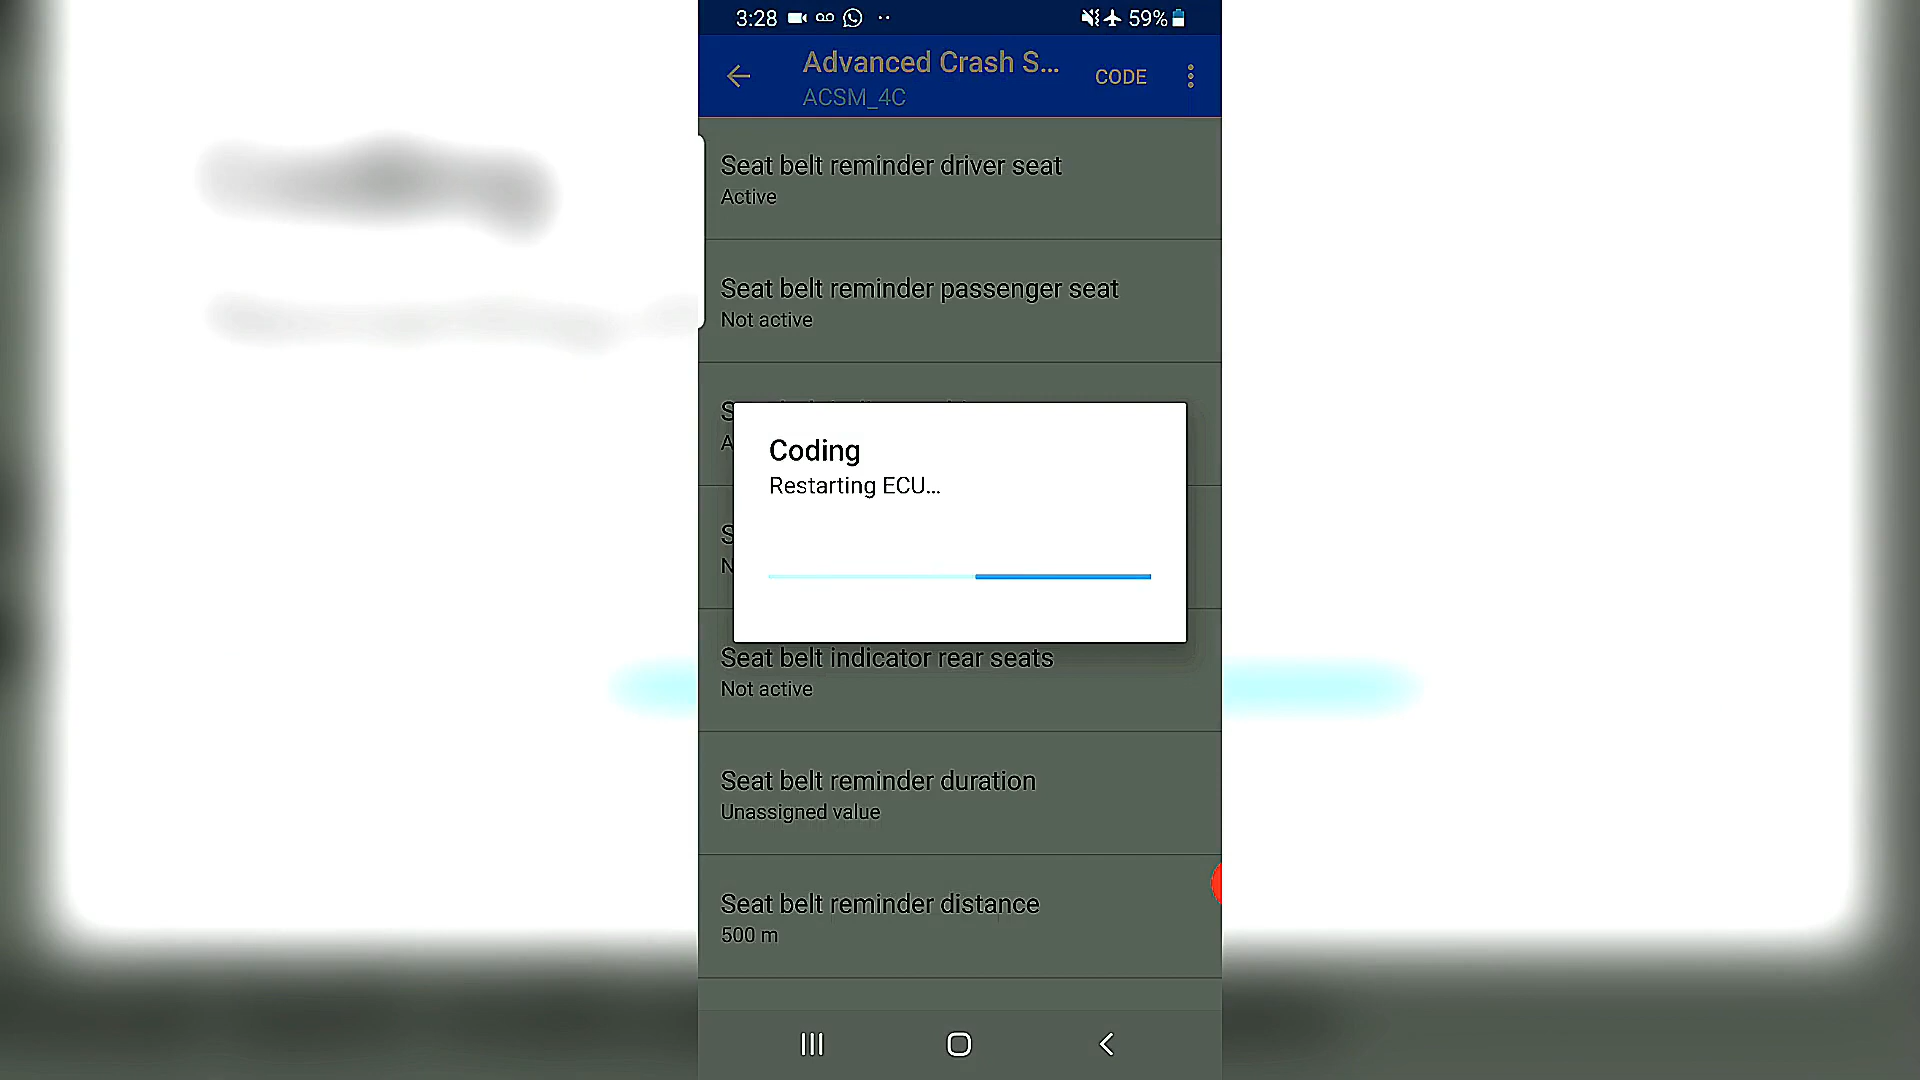 3:28
59%
Advanced Crash S...
ACSM_4C
CODE
Seat belt reminder driver seat
Active
Seat belt reminder passenger seat
Not active
Coding
Restarting ECU...
Seat belt indicator rear seats
Not active
Seat belt reminder duration
Unassigned value
Seat belt reminder distance
500 m